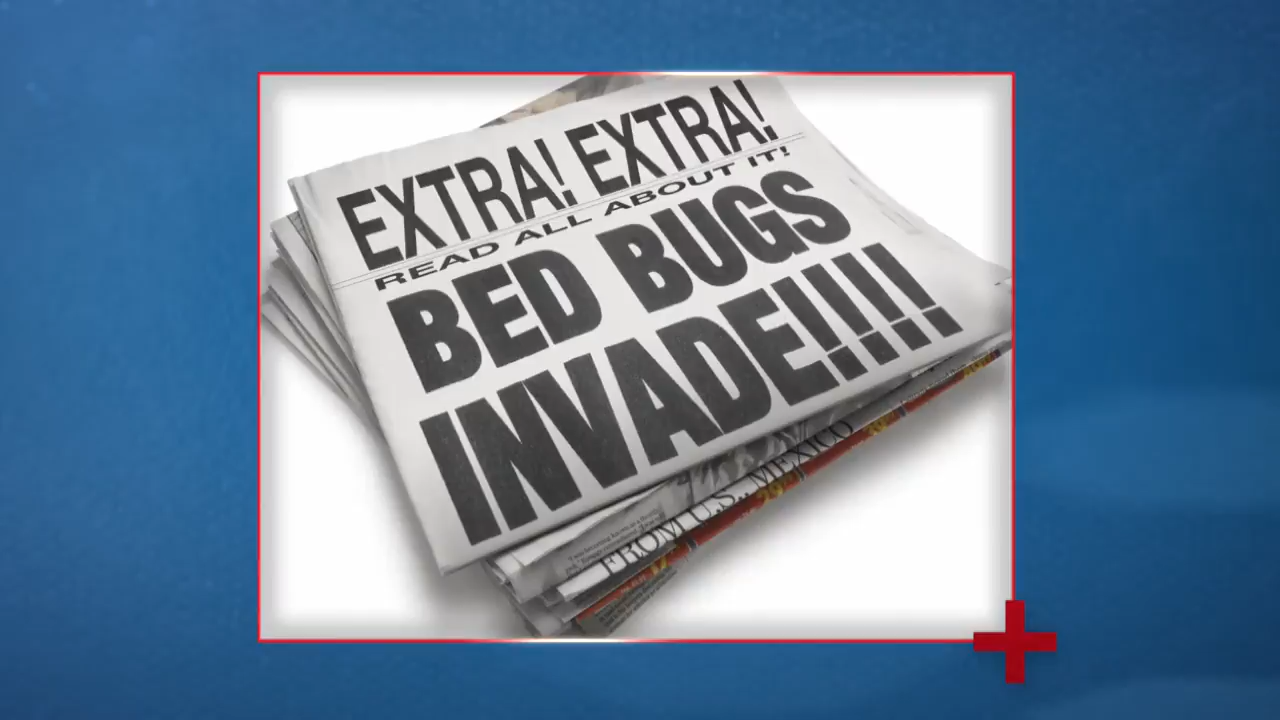 EXTRA! EXTRA!
READ ALL ABOUT IT!
BED BUGS
INVADE!!!!
FROM U.S., MEXICO